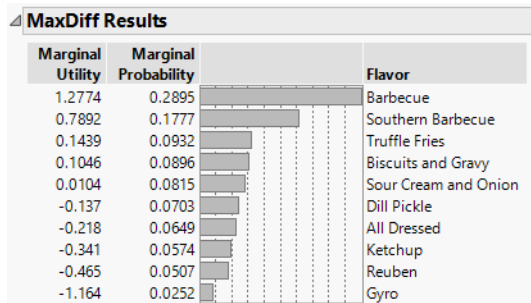 MaxDiff Results
Marginal Utility Marginal Probability Flavor
1.2774 0.2895 Barbecue
0.7892 0.1777 Southern Barbecue
0.1439 0.0932 Truffle Fries
0.1046 0.0896 Biscuits and Gravy
0.0104 0.0815 Sour Cream and Onion
-0.137 0.0703 Dill Pickle
-0.218 0.0649 All Dressed
-0.341 0.0574 Ketchup
-0.465 0.0507 Reuben
-1.164 0.0252 Gyro